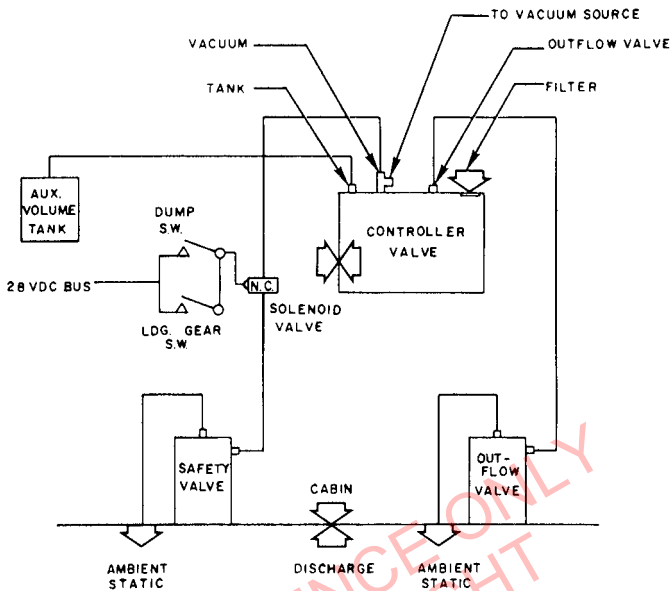 TO VACUUM SOURCE
VACUUM
OUTFLOW VALVE
TANK
FILTER
AUX.
VOLUME
TANK
DUMP
S.W.
CONTROLLER
VALVE
28 VDC BUS
N.C.
SOLENOID
VALVE
LDG. GEAR
S.W.
SAFETY
VALVE
CABIN
OUT-
FLOW
VALVE
AMBIENT
STATIC
DISCHARGE
AMBIENT
STATIC
ONLY